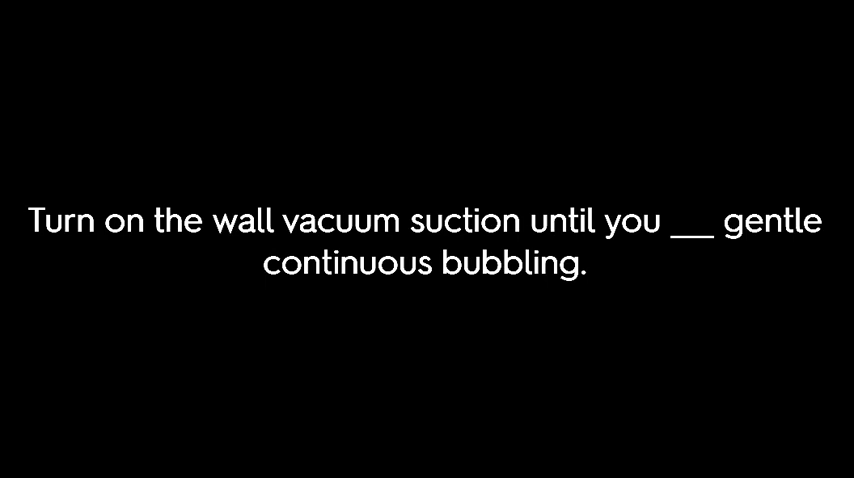 Turn on the wall vacuum suction until you ___ gentle
continuous bubbling.